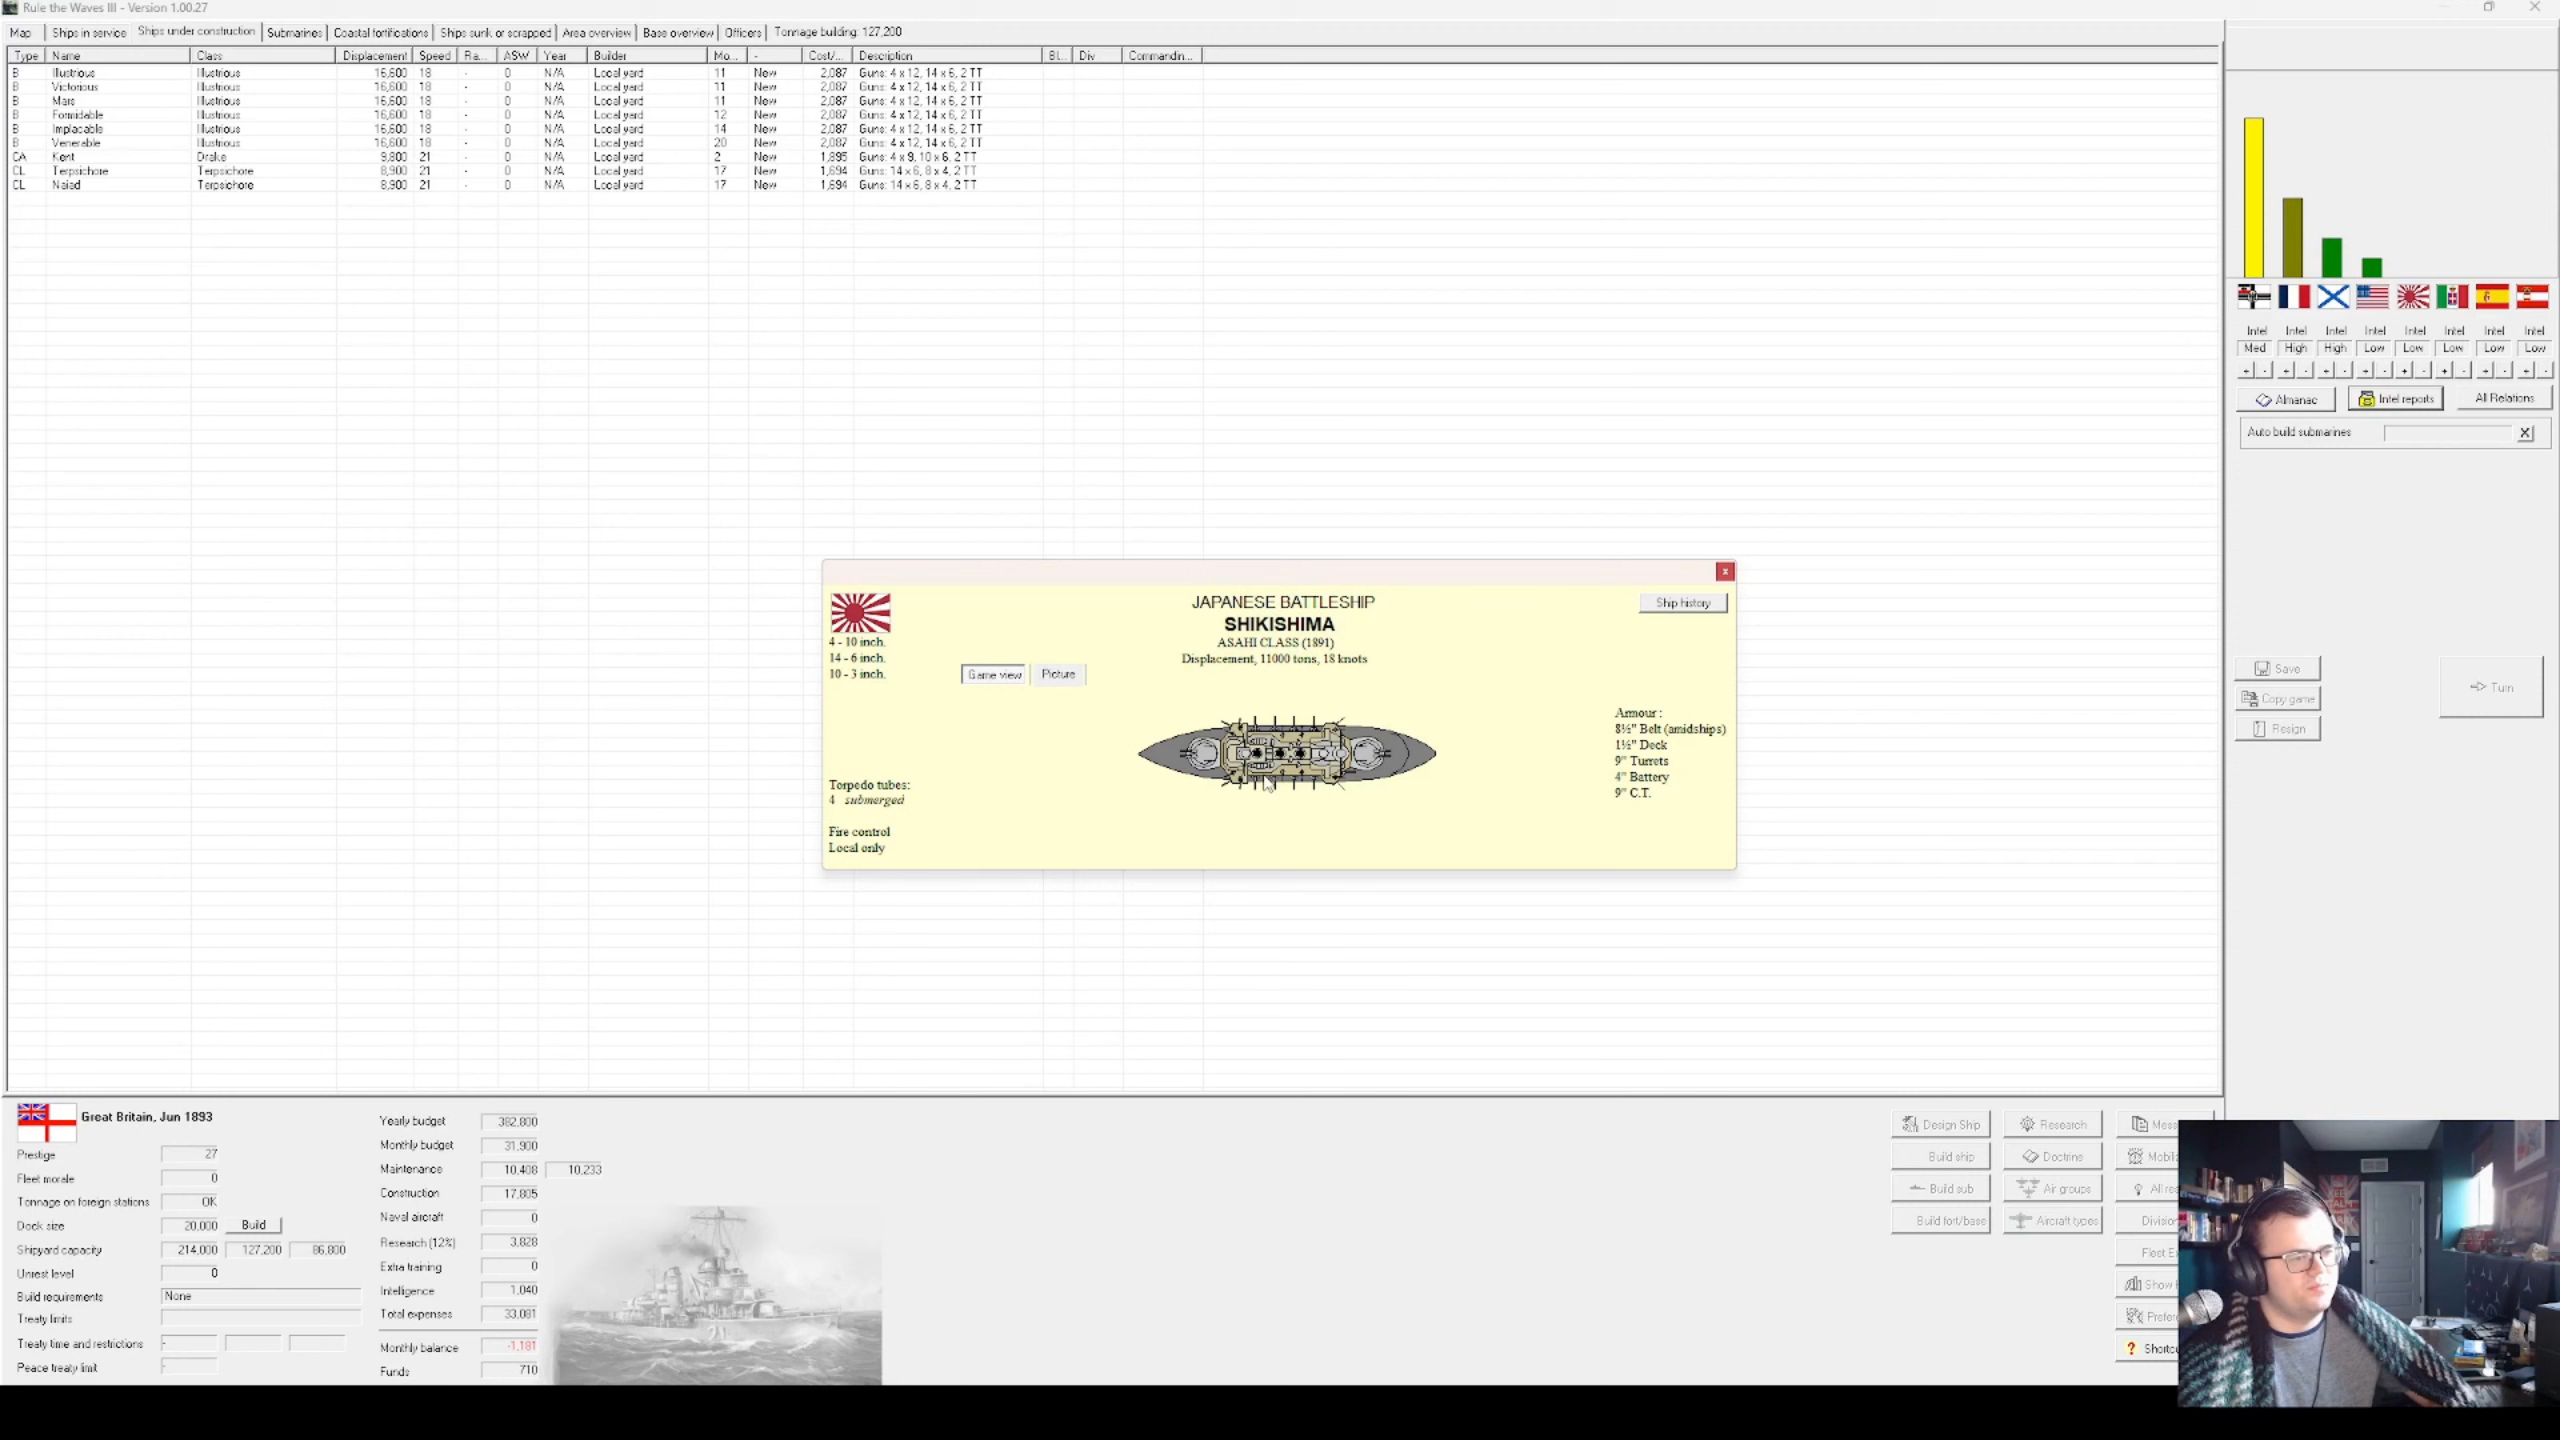 Rule the Waves III - Version 1.00.27
Map Ships in service Ships under construction Submarines Coastal fortifications Ships sunk or scrapped Area overview Base overview Officers Tonnage building: 127,200
Type Name Class Displacement Speed Ra... ASW Year Builder Mo... - Cost/... Description Bl... Div Commandin...
B Illustrious Illustrious 16,600 18 - 0 N/A Local yard 11 New 2,087 Guns: 4 x 12, 14 x 6, 2 TT
B Victorious Illustrious 16,600 18 - 0 N/A Local yard 11 New 2,087 Guns: 4 x 12, 14 x 6, 2 TT
B Mars Illustrious 16,600 18 - 0 N/A Local yard 11 New 2,087 Guns: 4 x 12, 14 x 6, 2 TT
B Formidable Illustrious 16,600 18 - 0 N/A Local yard 12 New 2,087 Guns: 4 x 12, 14 x 6, 2 TT
B Implacable Illustrious 16,600 18 - 0 N/A Local yard 14 New 2,087 Guns: 4 x 12, 14 x 6, 2 TT
B Venerable Illustrious 16,600 18 - 0 N/A Local yard 20 New 2,087 Guns: 4 x 12, 14 x 6, 2 TT
CA Kent Drake 9,800 21 - 0 N/A Local yard 2 New 1,895 Guns: 4 x 9, 10 x 6, 2 TT
CL Terpsichore Terpsichore 8,900 21 - 0 N/A Local yard 17 New 1,694 Guns: 14 x 6, 8 x 4, 2 TT
CL Naiad Terpsichore 8,900 21 - 0 N/A Local yard 17 New 1,694 Guns: 14 x 6, 8 x 4, 2 TT
Intel Intel Intel Intel Intel Intel Intel Intel
Med High High Low Low Low Low Low
+ - + - + - + - + - + - + - + -
Almanac Intel reports All Relations
Auto build submarines X
Save
Copy game
Resign
Turn
JAPANESE BATTLESHIP
SHIKISHIMA
ASAHI CLASS (1891)
Displacement, 11000 tons, 18 knots
Ship history
4 - 10 inch.
14 - 6 inch.
10 - 3 inch.
Game view Picture
Armour :
8½" Belt (amidships)
1½" Deck
9" Turrets
4" Battery
9" C.T.
Torpedo tubes:
4 submerged
Fire control
Local only
Great Britain, Jun 1893
Prestige 27
Fleet morale 0
Tonnage on foreign stations OK
Dock size 20,000 Build
Shipyard capacity 214,000 127,200 86,800
Unrest level 0
Build requirements None
Treaty limits
Treaty time and restrictions -
Peace treaty limit -
Yearly budget 382,800
Monthly budget 31,900
Maintenance 10,408 10,233
Construction 17,805
Naval aircraft 0
Research (12%) 3,828
Extra training 0
Intelligence 1,040
Total expenses 33,081
Monthly balance -1,181
Funds 710
Design Ship Research Mess
Build ship Doctrine Mobili
Build sub Air groups All re
Build fort/base Aircraft types Division
Fleet E
Show
Prefer
? Shortcu